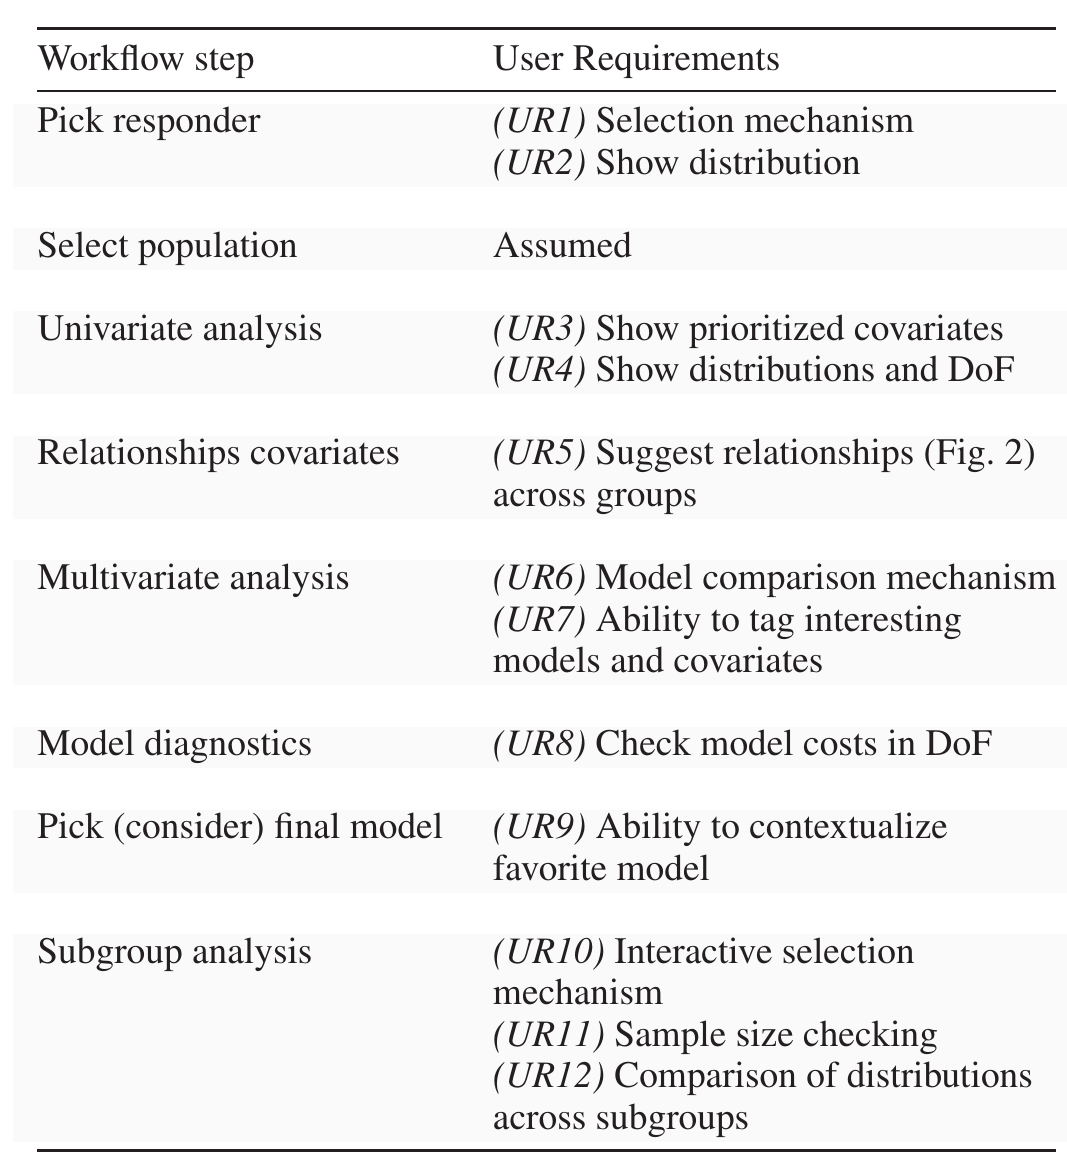 Workflow step User Requirements
Pick responder (UR1) Selection mechanism
(UR2) Show distribution
Select population Assumed
Univariate analysis (UR3) Show prioritized covariates
(UR4) Show distributions and DoF
Relationships covariates (UR5) Suggest relationships (Fig. 2)
across groups
Multivariate analysis (UR6) Model comparison mechanism
(UR7) Ability to tag interesting
models and covariates
Model diagnostics (UR8) Check model costs in DoF
Pick (consider) final model (UR9) Ability to contextualize
favorite model
Subgroup analysis (UR10) Interactive selection
mechanism
(UR11) Sample size checking
(UR12) Comparison of distributions
across subgroups